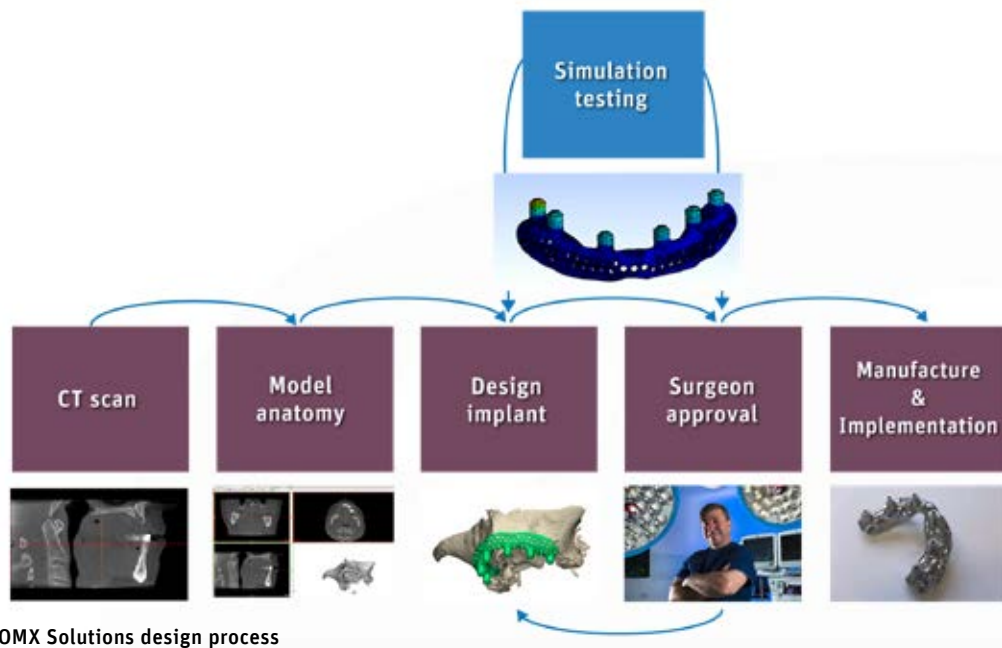 Simulation
testing
CT scan
Model
anatomy
Design
implant
Surgeon
approval
Manufacture
&
Implementation
OMX Solutions design process